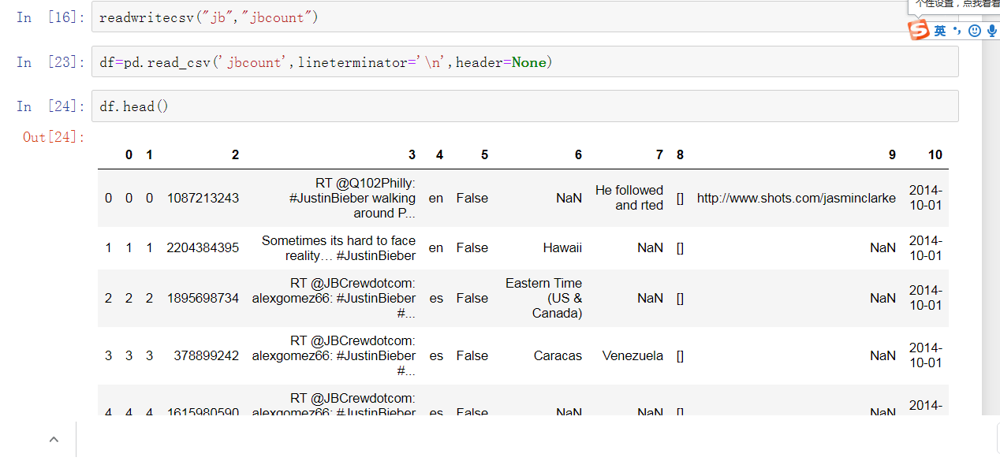 个性设置，点我看看
In [16]: readwritecsv("jb","jbcount")
英
In [23]: df=pd.read_csv('jbcount',lineterminator='\n',header=None)
In [24]: df.head()
Out[24]:
0 1 2 3 4 5 6 7 8 9 10
0 0 0 1087213243 RT @Q102Philly: #JustinBieber walking around P... en False NaN He followed and rted [] http://www.shots.com/jasminclarke 2014-10-01
1 1 1 2204384395 Sometimes its hard to face reality… #JustinBieber en False Hawaii NaN [] NaN 2014-10-01
2 2 2 1895698734 RT @JBCrewdotcom: alexgomez66: #JustinBieber #... es False Eastern Time (US & Canada) NaN [] NaN 2014-10-01
3 3 3 378899242 RT @JBCrewdotcom: alexgomez66: #JustinBieber #... es False Caracas Venezuela [] NaN 2014-10-01
4 4 4 1615980590 RT @JBCrewdotcom: alexgomez66: #JustinBieber es False NaN NaN [] NaN 2014-